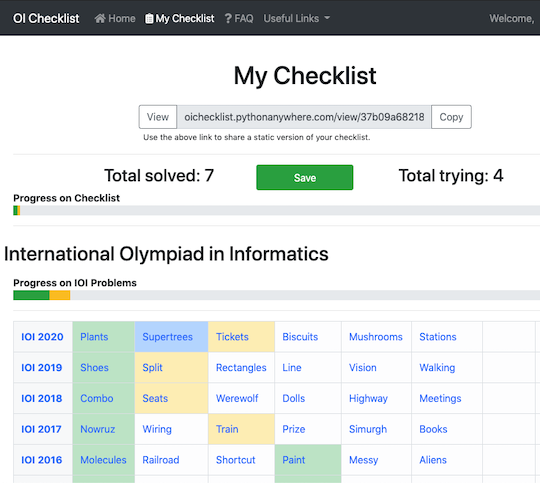 OI Checklist Home My Checklist FAQ Useful Links Welcome,
My Checklist
View oichecklist.pythonanywhere.com/view/37b09a68218 Copy
Use the above link to share a static version of your checklist.
Total solved: 7 Save Total trying: 4
Progress on Checklist
International Olympiad in Informatics
Progress on IOI Problems
IOI 2020 Plants Supertrees Tickets Biscuits Mushrooms Stations
IOI 2019 Shoes Split Rectangles Line Vision Walking
IOI 2018 Combo Seats Werewolf Dolls Highway Meetings
IOI 2017 Nowruz Wiring Train Prize Simurgh Books
IOI 2016 Molecules Railroad Shortcut Paint Messy Aliens